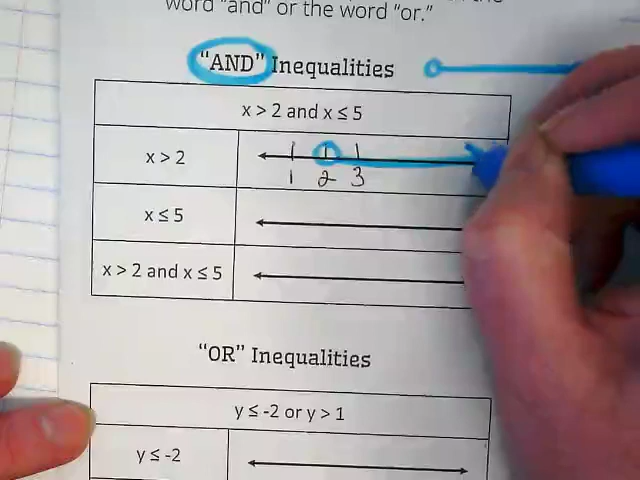 word "and" or the word "or."
"AND" Inequalities
x > 2 and x ≤ 5
x > 2
1 2 3
x ≤ 5
x > 2 and x ≤ 5
"OR" Inequalities
y ≤ -2 or y > 1
y ≤ -2